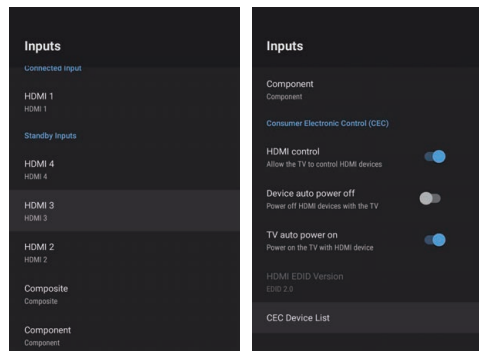 Inputs
Connected Input
HDMI 1
HDMI 1
Standby Inputs
HDMI 4
HDMI 4
HDMI 3
HDMI 3
HDMI 2
HDMI 2
Composite
Composite
Component
Component
Inputs
Component
Component
Consumer Electronic Control (CEC)
HDMI control
Allow the TV to control HDMI devices
Device auto power off
Power off HDMI devices with the TV
TV auto power on
Power on the TV with HDMI device
HDMI EDID Version
EDID 2.0
CEC Device List